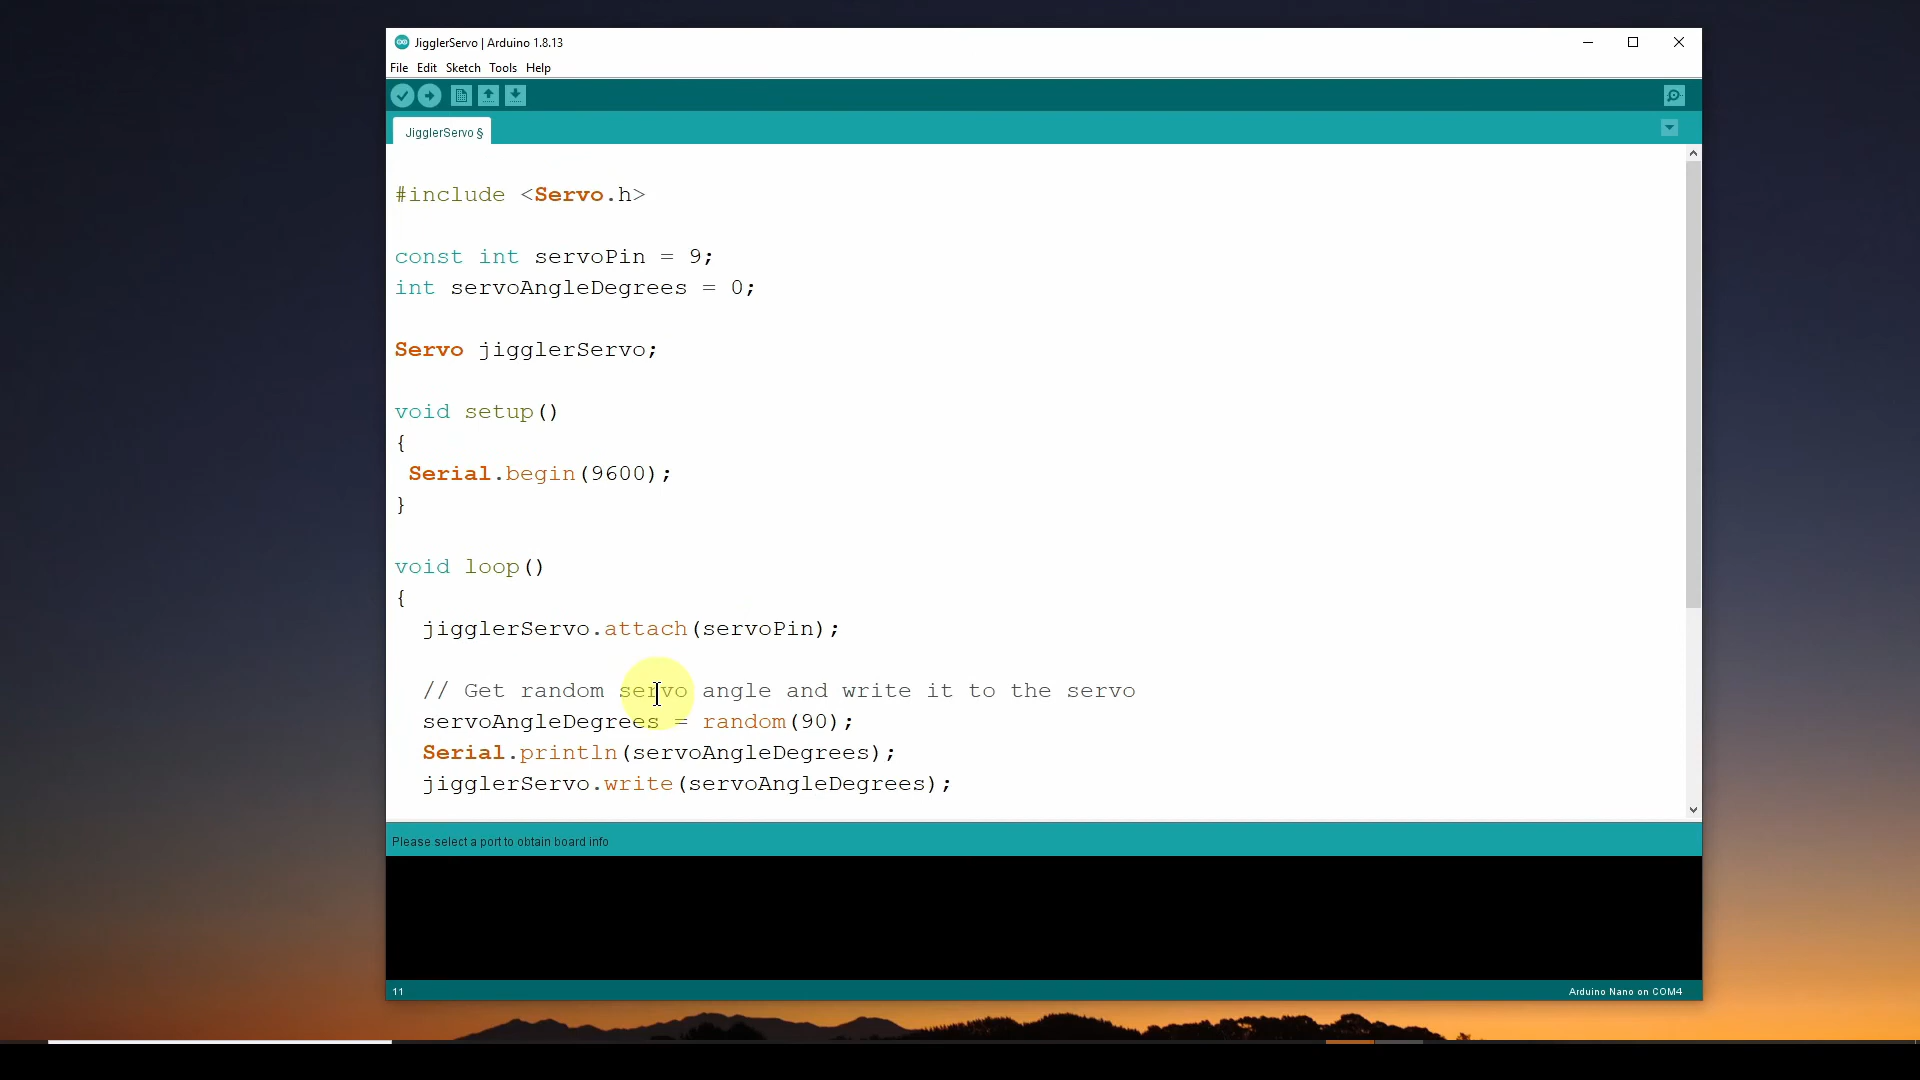 JigglerServo | Arduino 1.8.13
File Edit Sketch Tools Help
JigglerServo §
#include <Servo.h>
const int servoPin = 9;
int servoAngleDegrees = 0;
Servo jigglerServo;
void setup()
{
Serial.begin(9600);
}
void loop()
{
jigglerServo.attach(servoPin);
// Get random servo angle and write it to the servo
servoAngleDegrees = random(90);
Serial.println(servoAngleDegrees);
jigglerServo.write(servoAngleDegrees);
Please select a port to obtain board info
11
Arduino Nano on COM4